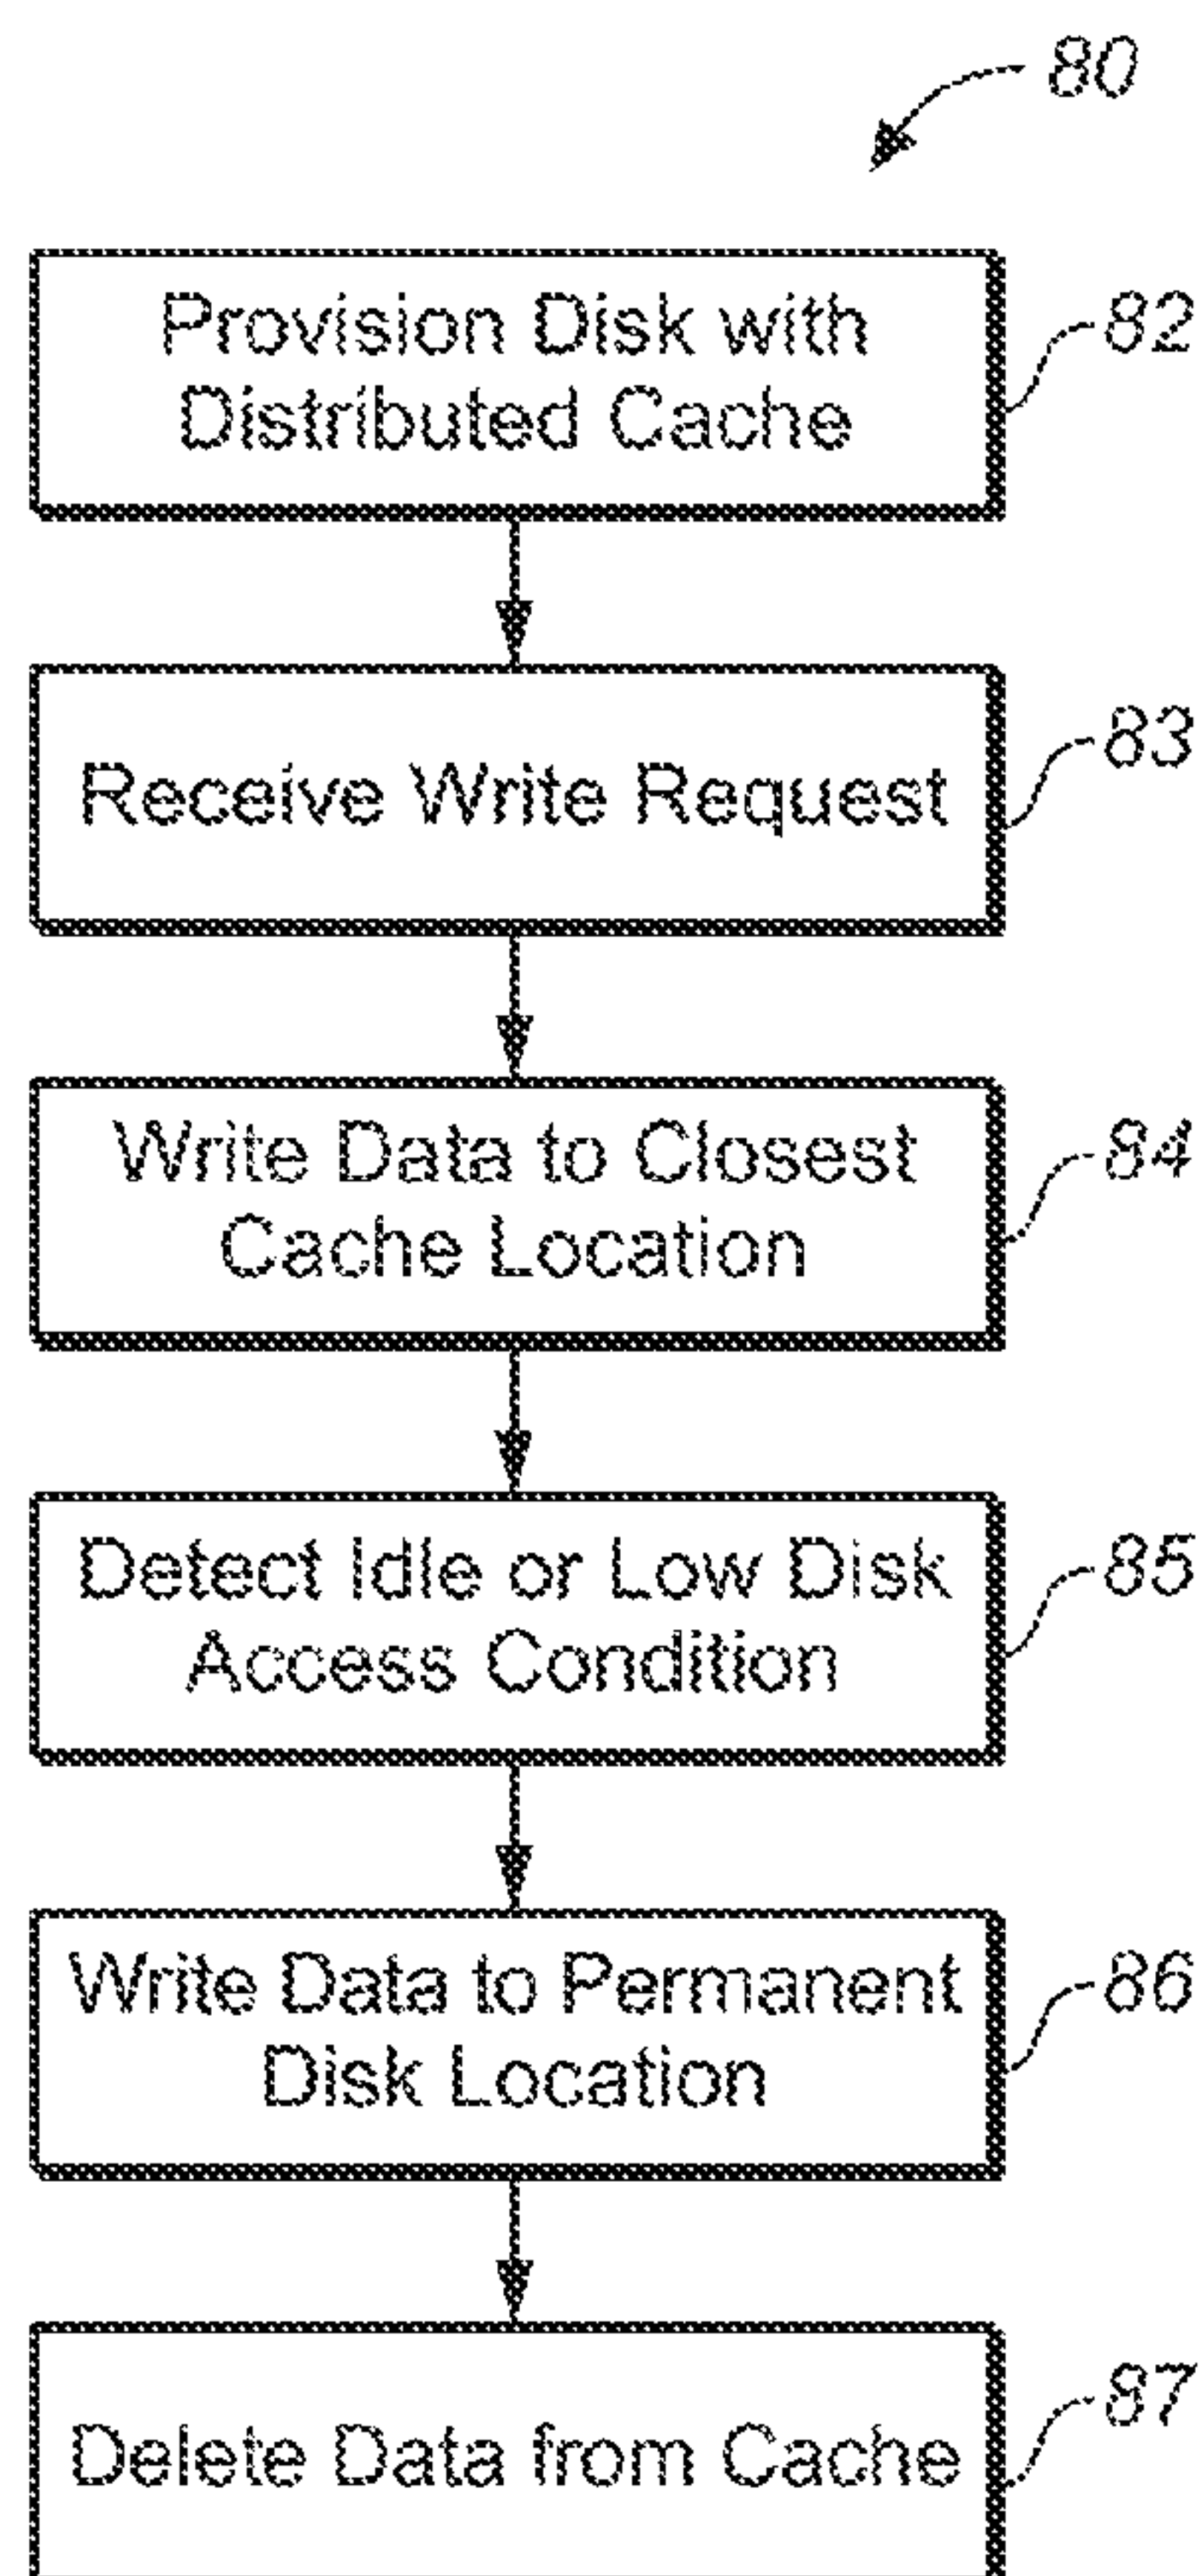 80
Provision Disk with
Distributed Cache
82
Receive Write Request
83
Write Data to Closest
Cache Location
84
Detect Idle or Low Disk
Access Condition
85
Write Data to Permanent
Disk Location
86
Delete Data from Cache
87